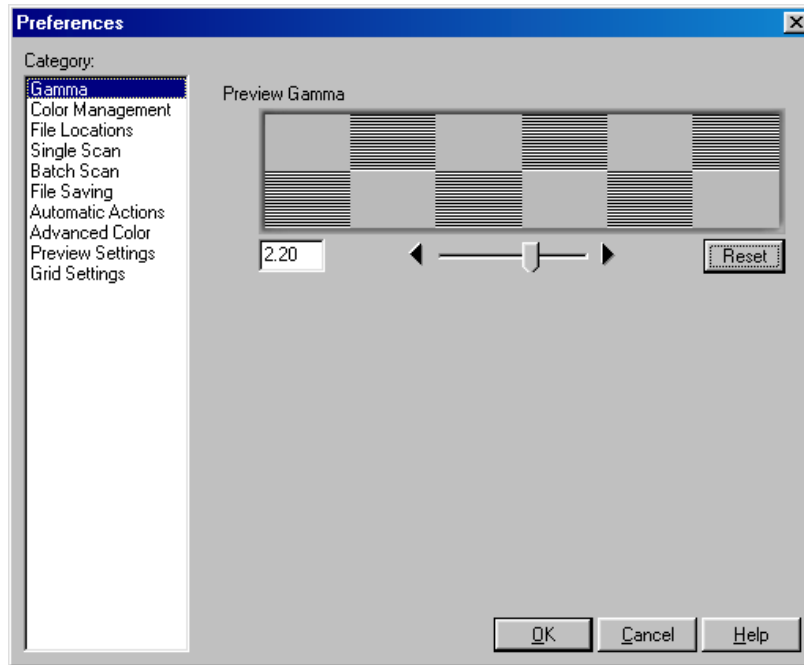 Preferences
Category:
Gamma
Color Management
File Locations
Single Scan
Batch Scan
File Saving
Automatic Actions
Advanced Color
Preview Settings
Grid Settings
Preview Gamma
2.20
Reset
OK
Cancel
Help